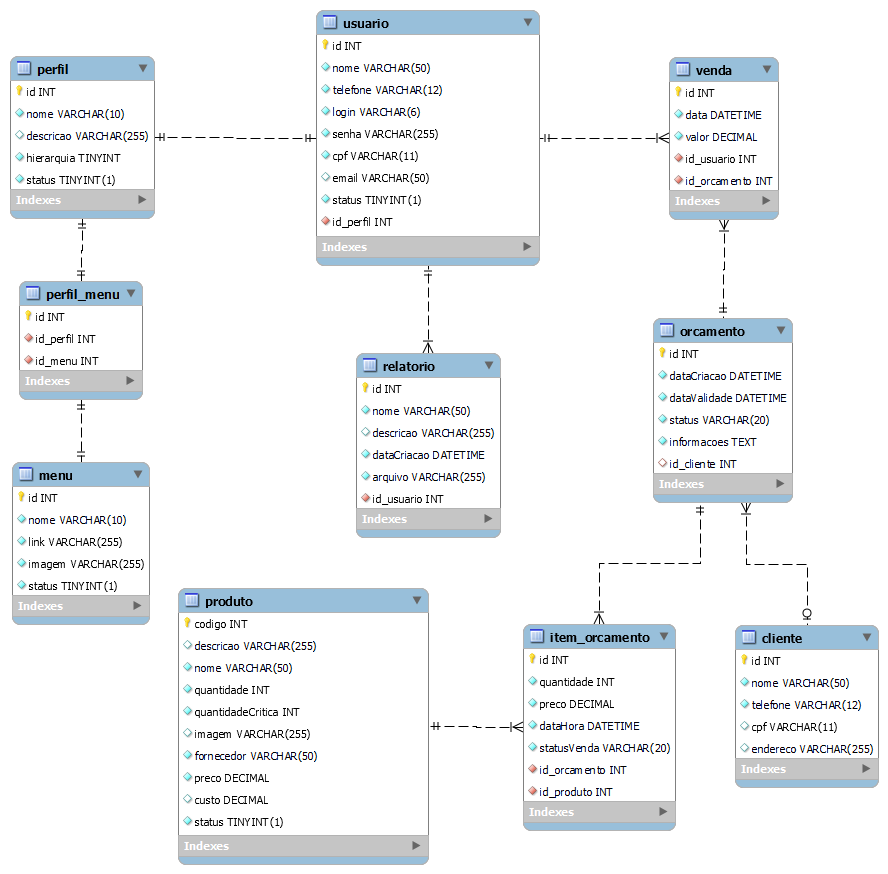 perfil
id INT
nome VARCHAR(10)
descricao VARCHAR(255)
hierarquia TINYINT
status TINYINT(1)
Indexes
usuario
id INT
nome VARCHAR(50)
telefone VARCHAR(12)
login VARCHAR(6)
senha VARCHAR(255)
cpf VARCHAR(11)
email VARCHAR(50)
status TINYINT(1)
id_perfil INT
Indexes
venda
id INT
data DATETIME
valor DECIMAL
id_usuario INT
id_orcamento INT
Indexes
perfil_menu
id INT
id_perfil INT
id_menu INT
Indexes
relatorio
id INT
nome VARCHAR(50)
descricao VARCHAR(255)
dataCriacao DATETIME
arquivo VARCHAR(255)
id_usuario INT
Indexes
orcamento
id INT
dataCriacao DATETIME
dataValidade DATETIME
status VARCHAR(20)
informacoes TEXT
id_cliente INT
Indexes
menu
id INT
nome VARCHAR(10)
link VARCHAR(255)
imagem VARCHAR(255)
status TINYINT(1)
Indexes
produto
codigo INT
descricao VARCHAR(255)
nome VARCHAR(50)
quantidade INT
quantidadeCritica INT
imagem VARCHAR(255)
fornecedor VARCHAR(50)
preco DECIMAL
custo DECIMAL
status TINYINT(1)
Indexes
item_orcamento
id INT
quantidade INT
preco DECIMAL
dataHora DATETIME
statusVenda VARCHAR(20)
id_orcamento INT
id_produto INT
Indexes
cliente
id INT
nome VARCHAR(50)
telefone VARCHAR(12)
cpf VARCHAR(11)
endereco VARCHAR(255)
Indexes